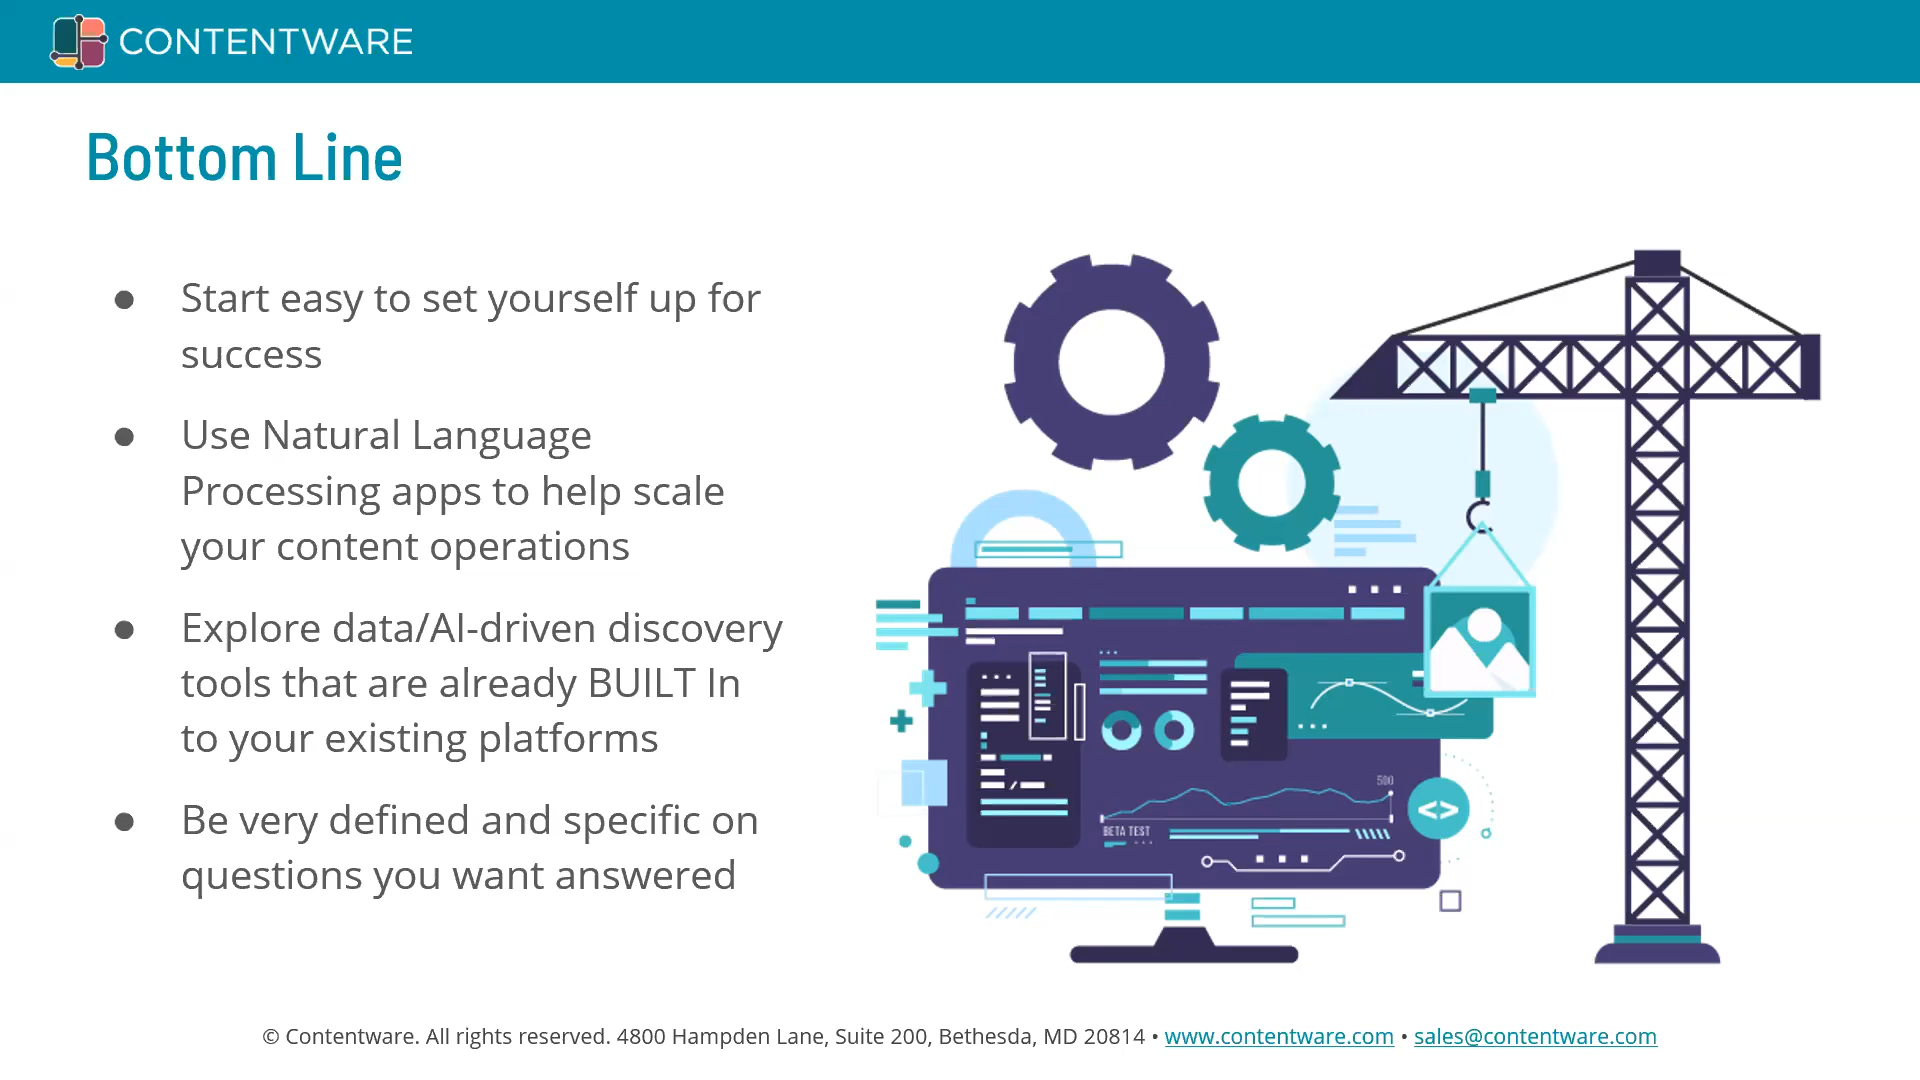 CONTENTWARE
Bottom Line
● Start easy to set yourself up for
success
● Use Natural Language
Processing apps to help scale
your content operations
● Explore data/AI-driven discovery
tools that are already BUILT In
to your existing platforms
● Be very defined and specific on
questions you want answered
500
BETA TEST
<>
© Contentware. All rights reserved. 4800 Hampden Lane, Suite 200, Bethesda, MD 20814 • www.contentware.com • sales@contentware.com